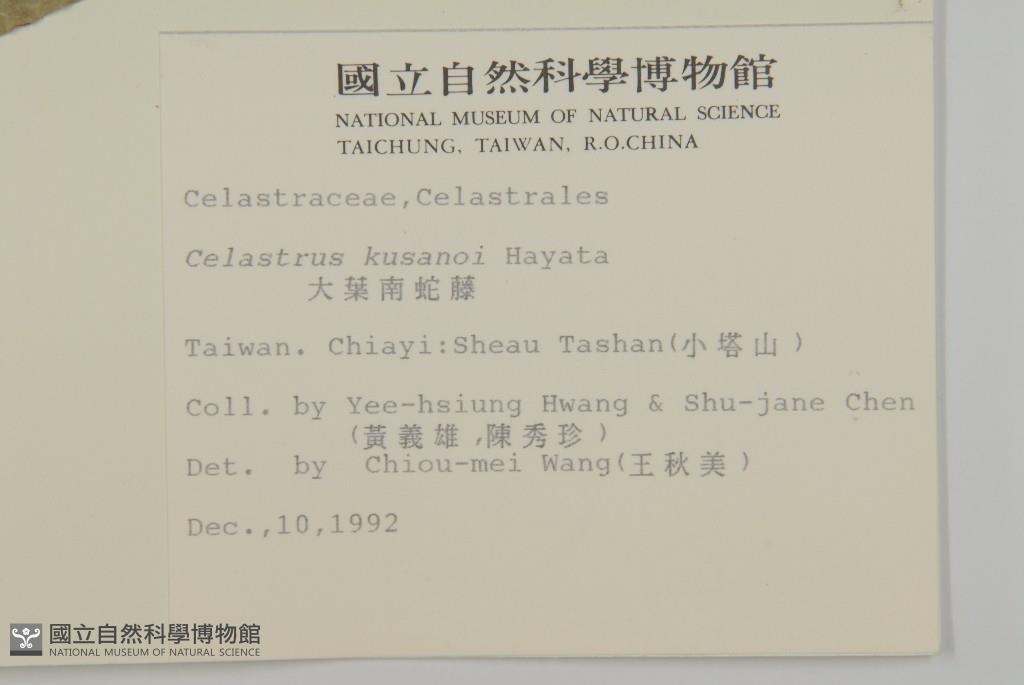 國立自然科學博物館
NATIONAL MUSEUM OF NATURAL SCIENCE
TAICHUNG, TAIWAN, R.O.CHINA
Celastraceae,Celastrales
Celastrus kusanoi Hayata
大葉南蛇藤
Taiwan. Chiayi:Sheau Tashan(小塔山)
Coll. by Yee-hsiung Hwang & Shu-jane Chen
(黃義雄,陳秀珍)
Det. by Chiou-mei Wang(王秋美)
Dec.,10,1992
國立自然科學博物館
NATIONAL MUSEUM OF NATURAL SCIENCE